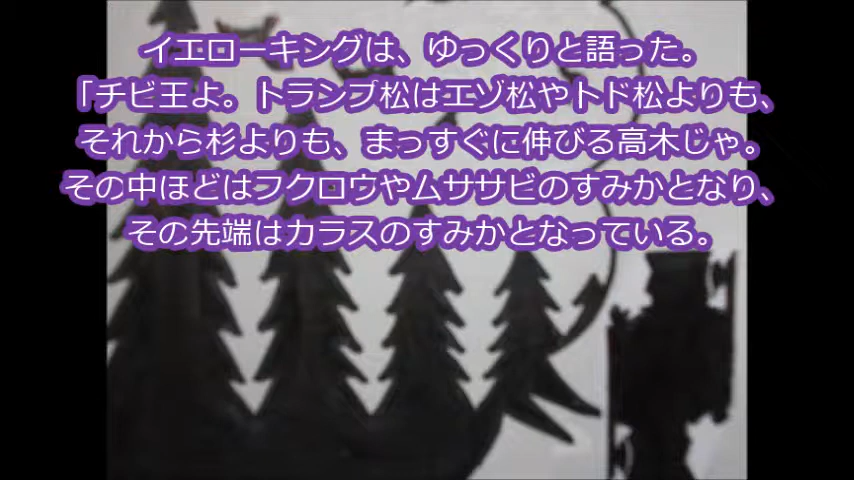 イエローキングは、ゆっくりと語った。
「チビ王よ。トランプ松はエゾ松やトド松よりも、
それから杉よりも、まっすぐに伸びる高木じゃ。
その中ほどはフクロウやムササビのすみかとなり、
その先端はカラスのすみかとなっている。